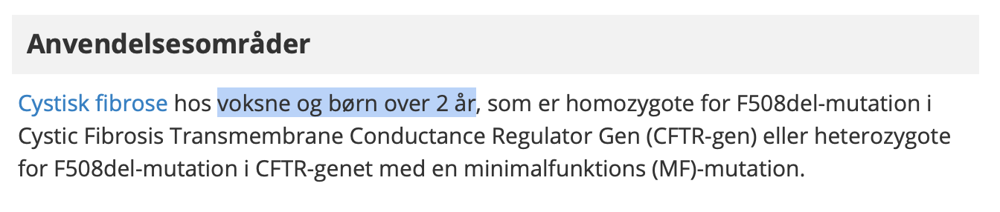 Anvendelsesområder
Cystisk fibrose hos voksne og børn over 2 år, som er homozygote for F508del-mutation i
Cystic Fibrosis Transmembrane Conductance Regulator Gen (CFTR-gen) eller heterozygote
for F508del-mutation i CFTR-genet med en minimalfunktions (MF)-mutation.